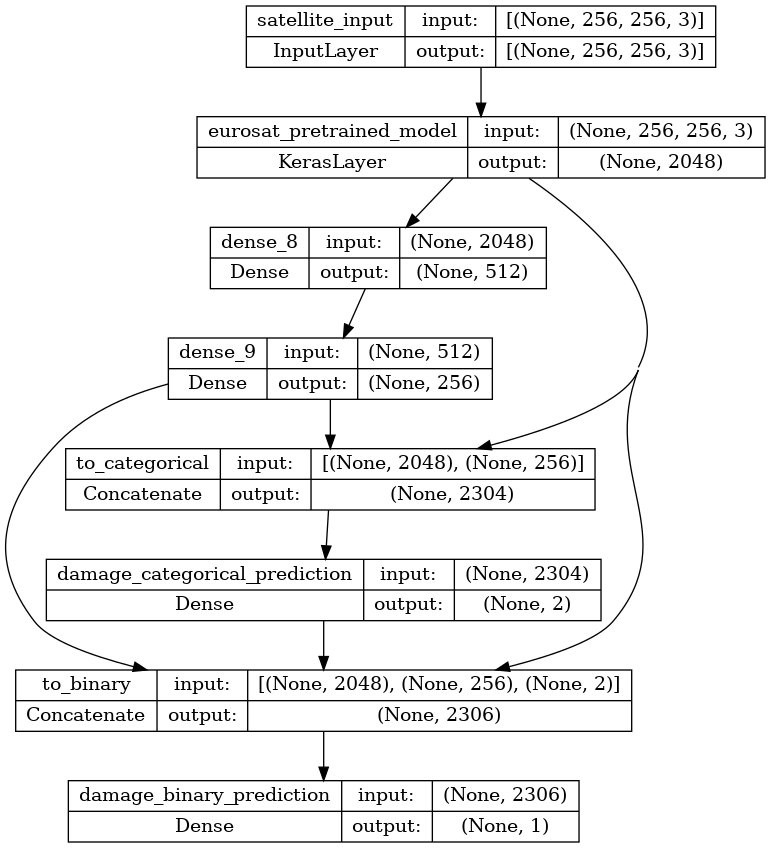 satellite_input input: [(None, 256, 256, 3)]
InputLayer output: [(None, 256, 256, 3)]
eurosat_pretrained_model input: (None, 256, 256, 3)
KerasLayer output: (None, 2048)
dense_8 input: (None, 2048)
Dense output: (None, 512)
dense_9 input: (None, 512)
Dense output: (None, 256)
to_categorical input: [(None, 2048), (None, 256)]
Concatenate output: (None, 2304)
damage_categorical_prediction input: (None, 2304)
Dense output: (None, 2)
to_binary input: [(None, 2048), (None, 256), (None, 2)]
Concatenate output: (None, 2306)
damage_binary_prediction input: (None, 2306)
Dense output: (None, 1)